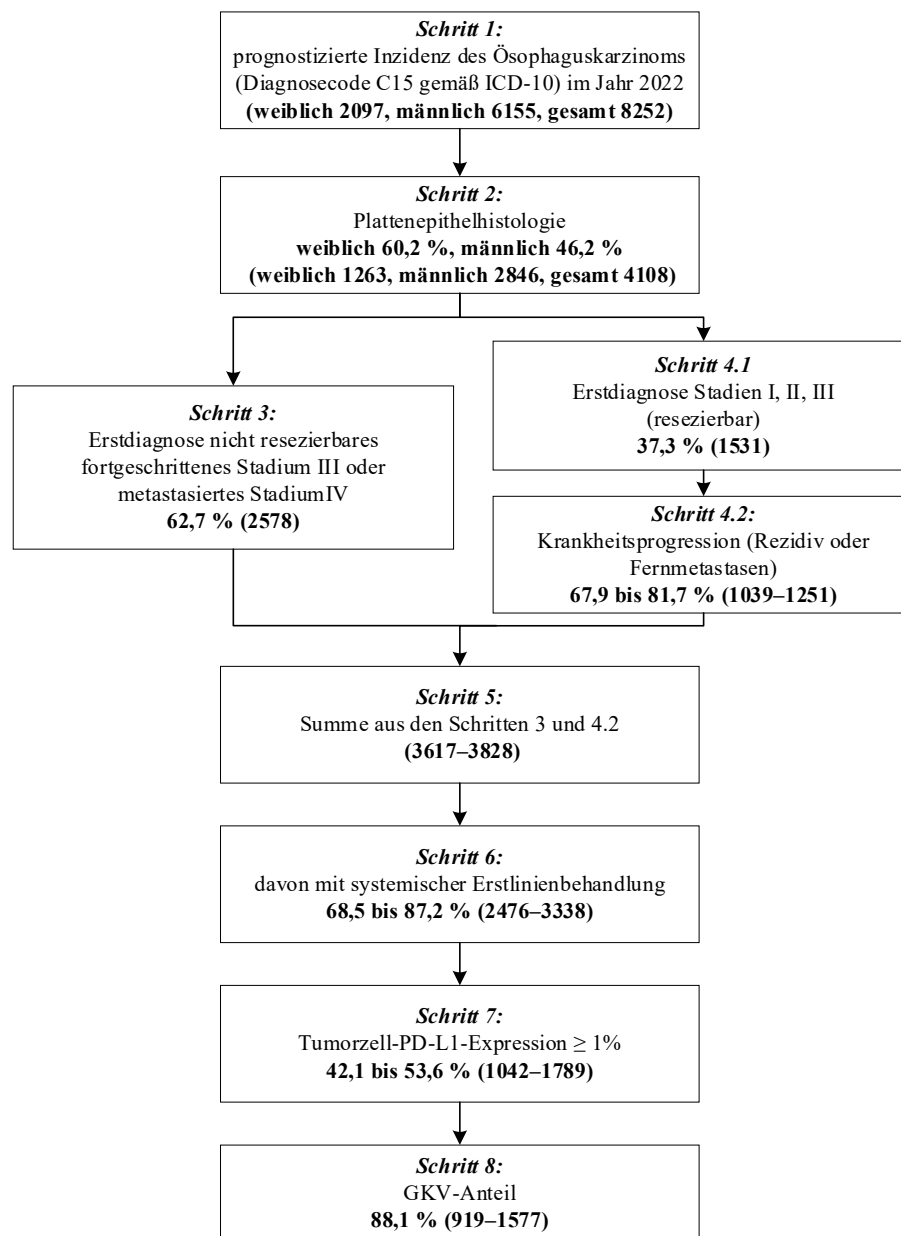 Schritt 1:
prognostizierte Inzidenz des Ösophaguskarzinoms
(Diagnosecode C15 gemäß ICD-10) im Jahr 2022
(weiblich 2097, männlich 6155, gesamt 8252)
Schritt 2:
Plattenepithelhistologie
weiblich 60,2 %, männlich 46,2 %
(weiblich 1263, männlich 2846, gesamt 4108)
Schritt 3:
Erstdiagnose nicht resezierbares
fortgeschrittenes Stadium III oder
metastasiertes Stadium IV
62,7 % (2578)
Schritt 4.1
Erstdiagnose Stadien I, II, III
(resezierbar)
37,3 % (1531)
Schritt 4.2:
Krankheitsprogression (Rezidiv oder
Fernmetastasen)
67,9 bis 81,7 % (1039–1251)
Schritt 5:
Summe aus den Schritten 3 und 4.2
(3617–3828)
Schritt 6:
davon mit systemischer Erstlinienbehandlung
68,5 bis 87,2 % (2476–3338)
Schritt 7:
Tumorzell-PD-L1-Expression ≥ 1%
42,1 bis 53,6 % (1042–1789)
Schritt 8:
GKV-Anteil
88,1 % (919–1577)